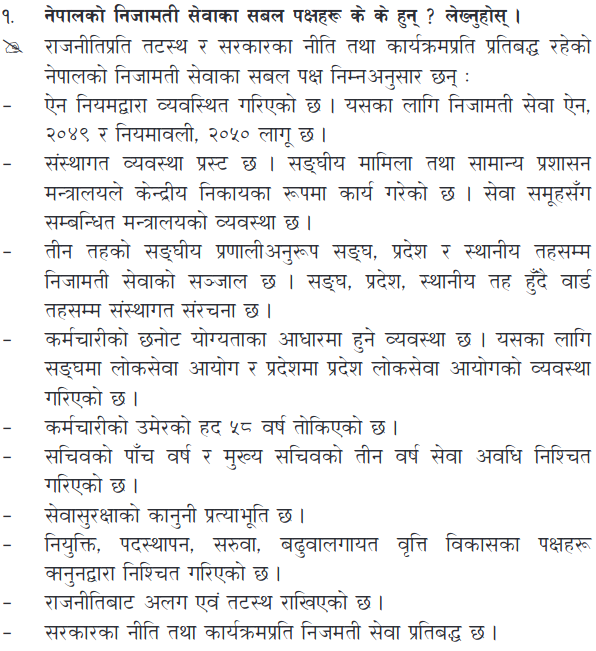 १. नेपालको निजामती सेवाका सबल पक्षहरू के के हुन् ? लेख्नुहोस् ।
राजनीतिप्रति तटस्थ र सरकारका नीति तथा कार्यक्रमप्रति प्रतिबद्ध रहेको
नेपालको निजामती सेवाका सबल पक्ष निम्नअनुसार छन् :
- ऐन नियमद्वारा व्यवस्थित गरिएको छ । यसका लागि निजामती सेवा ऐन,
२०४९ र नियमावली, २०५० लागू छ ।
- संस्थागत व्यवस्था प्रस्ट छ । सङ्घीय मामिला तथा सामान्य प्रशासन
मन्त्रालयले केन्द्रीय निकायका रूपमा कार्य गरेको छ । सेवा समूहसँग
सम्बन्धित मन्त्रालयको व्यवस्था छ ।
- तीन तहको सङ्घीय प्रणालीअनुरूप सङ्घ, प्रदेश र स्थानीय तहसम्म
निजामती सेवाको सञ्जाल छ । सङ्घ, प्रदेश, स्थानीय तह हुँदै वार्ड
तहसम्म संस्थागत संरचना छ ।
- कर्मचारीको छनोट योग्यताका आधारमा हुने व्यवस्था छ । यसका लागि
सङ्घमा लोकसेवा आयोग र प्रदेशमा प्रदेश लोकसेवा आयोगको व्यवस्था
गरिएको छ ।
- कर्मचारीको उमेरको हद ५८ वर्ष तोकिएको छ ।
- सचिवको पाँच वर्ष र मुख्य सचिवको तीन वर्ष सेवा अवधि निश्चित
गरिएको छ ।
- सेवासुरक्षाको कानुनी प्रत्याभूति छ ।
- नियुक्ति, पदस्थापन, सरुवा, बढुवालगायत वृत्ति विकासका पक्षहरू
कानुनद्वारा निश्चित गरिएको छ ।
- राजनीतिबाट अलग एवं तटस्थ राखिएको छ ।
- सरकारका नीति तथा कार्यक्रमप्रति निजमती सेवा प्रतिबद्ध छ ।